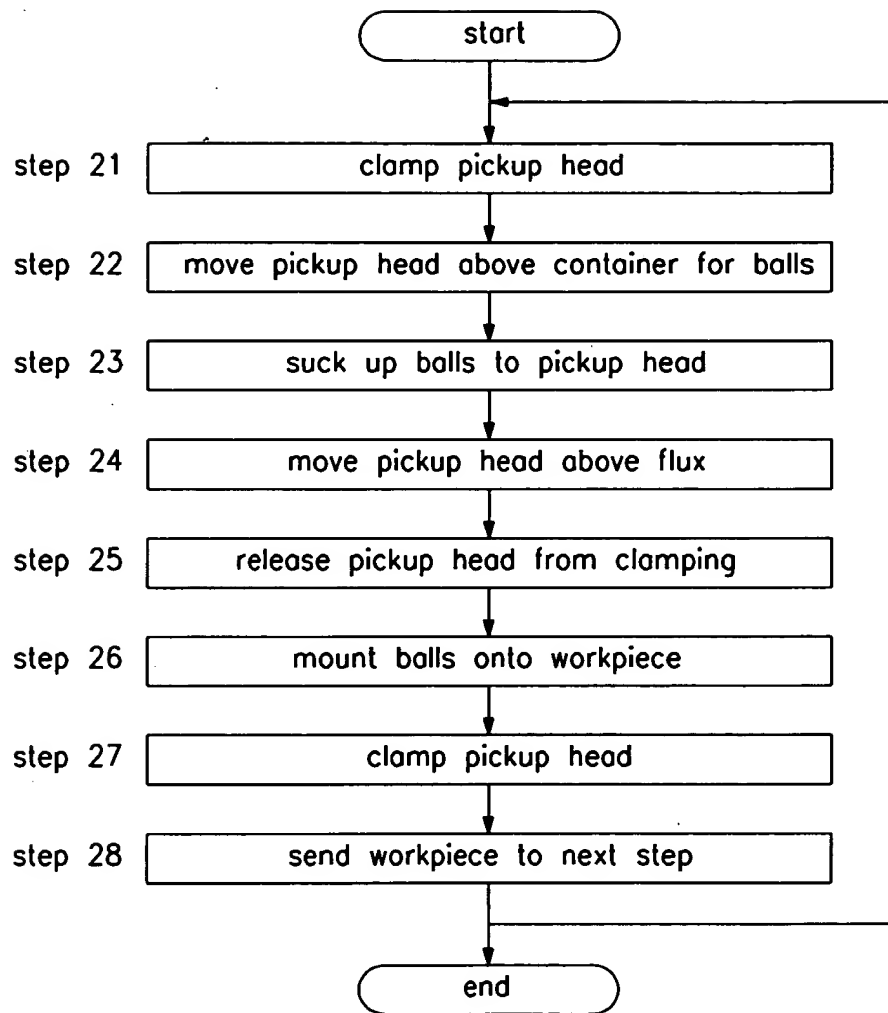 start
step 21 clamp pickup head
step 22 move pickup head above container for balls
step 23 suck up balls to pickup head
step 24 move pickup head above flux
step 25 release pickup head from clamping
step 26 mount balls onto workpiece
step 27 clamp pickup head
step 28 send workpiece to next step
end